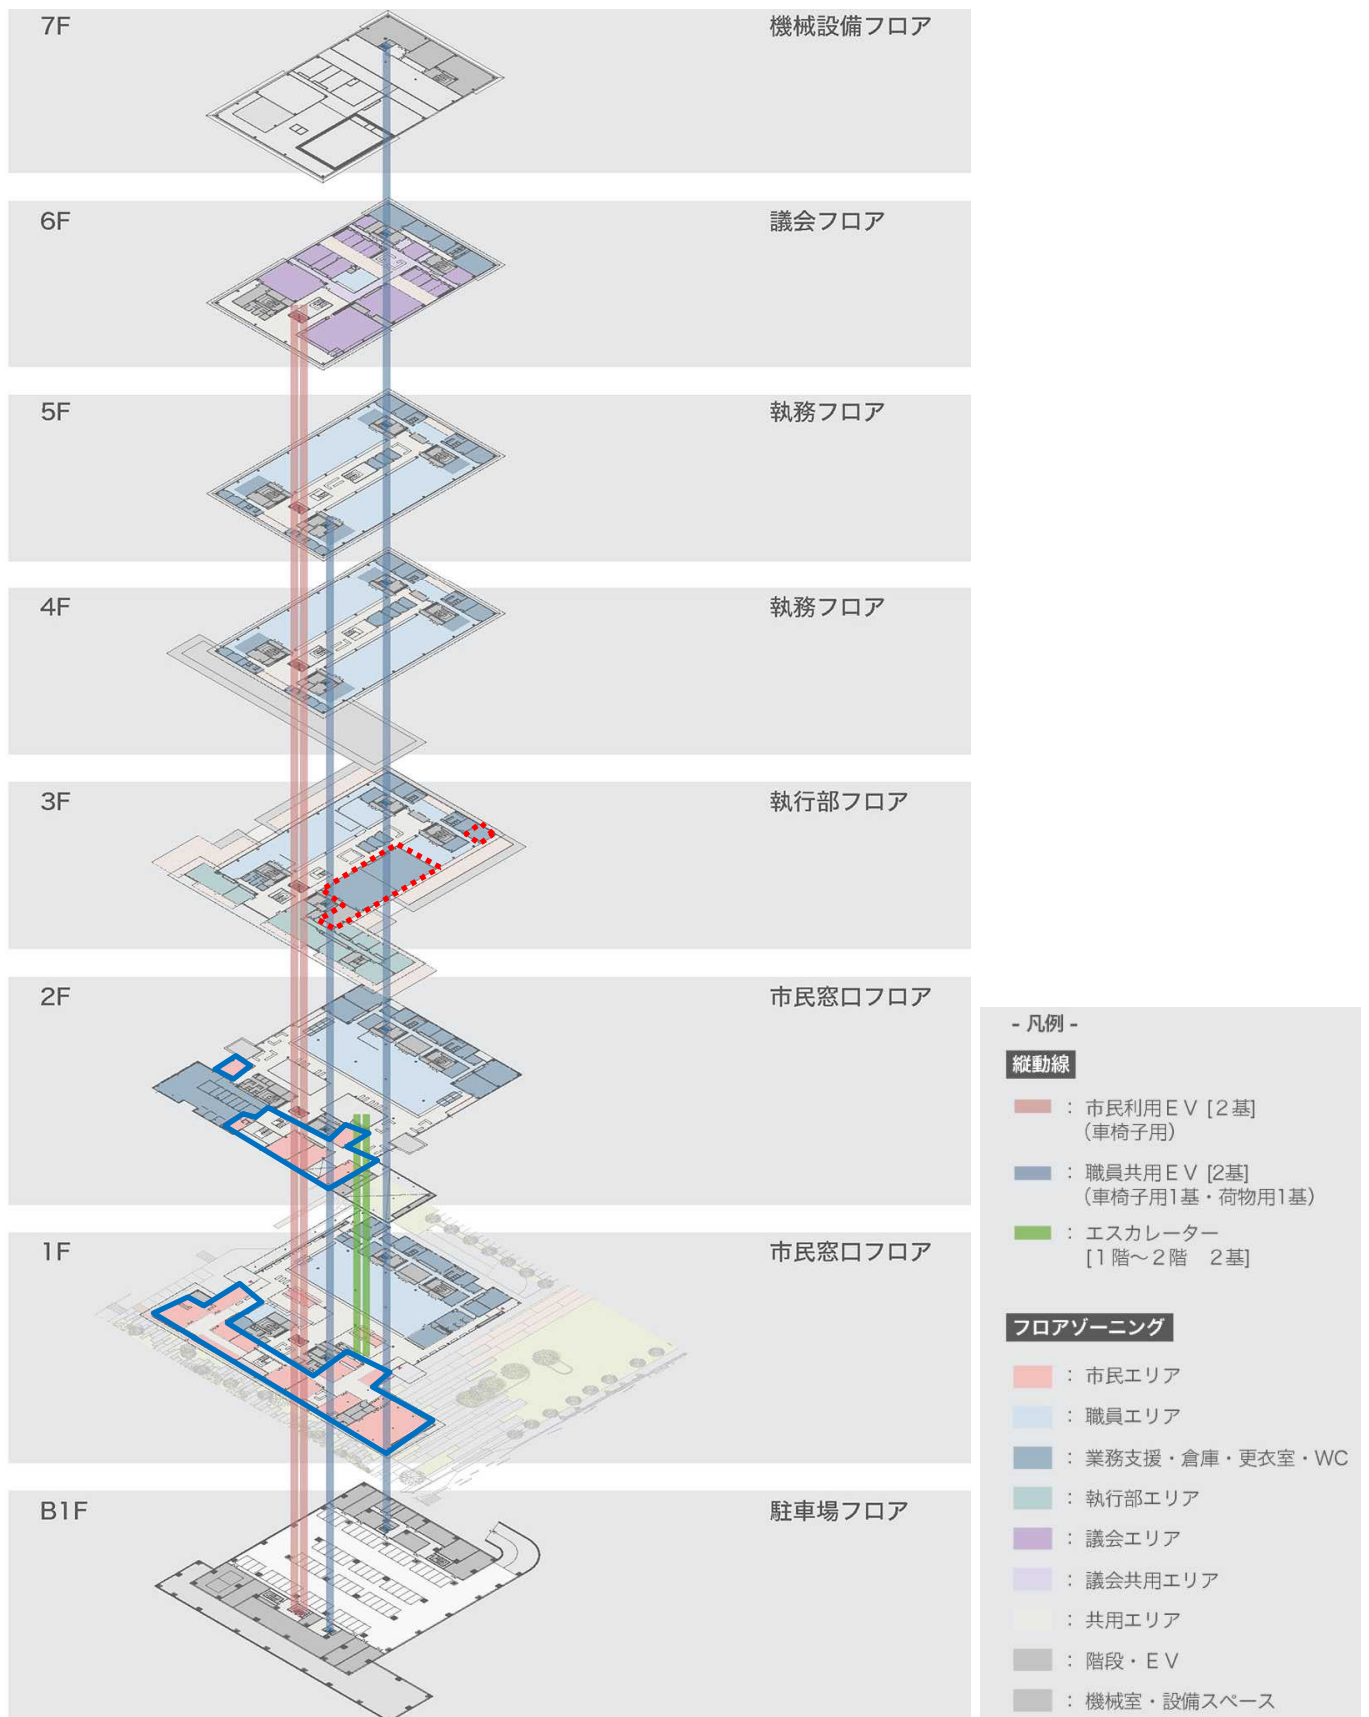 7F
機械設備フロア
6F
議会フロア
5F
執務フロア
4F
執務フロア
3F
執行部フロア
2F
市民窓口フロア
1F
市民窓口フロア
B1F
駐車場フロア
- 凡例 -
縦動線
：市民利用ＥＶ [２基]
（車椅子用）
：職員共用ＥＶ [2基]
（車椅子用1基・荷物用1基）
：エスカレーター
[１階～２階　２基]
フロアゾーニング
：市民エリア
：職員エリア
：業務支援・倉庫・更衣室・WC
：執行部エリア
：議会エリア
：議会共用エリア
：共用エリア
：階段・ＥＶ
：機械室・設備スペース